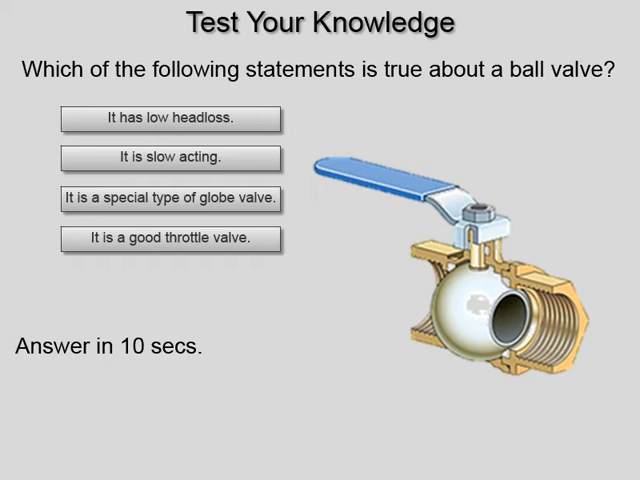 Test Your Knowledge
Which of the following statements is true about a ball valve?
It has low headloss.
It is slow acting.
It is a special type of globe valve.
It is a good throttle valve.
Answer in 10 secs.